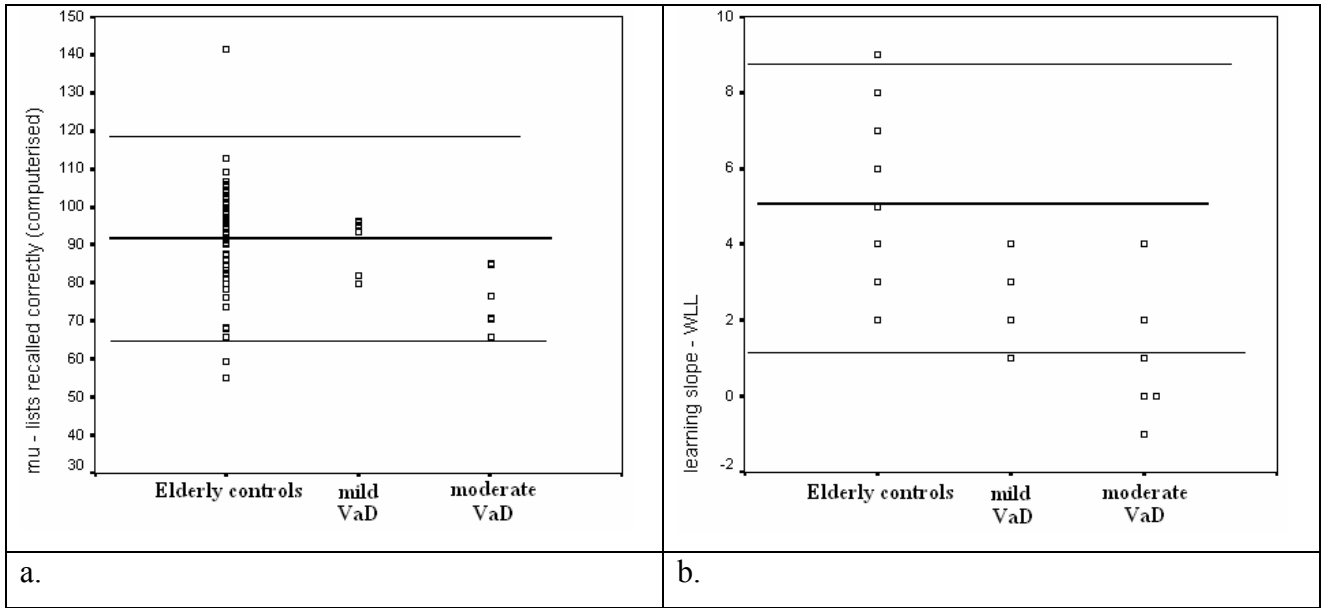 150
140
130
120
110
100
90
80
70
60
50
40
30
mu - lists recalled correctly (computerised)
Elderly controls
mild
VaD
moderate
VaD
10
8
6
4
2
0
-2
learning slope - WLL
Elderly controls
mild
VaD
moderate
VaD
a.
b.